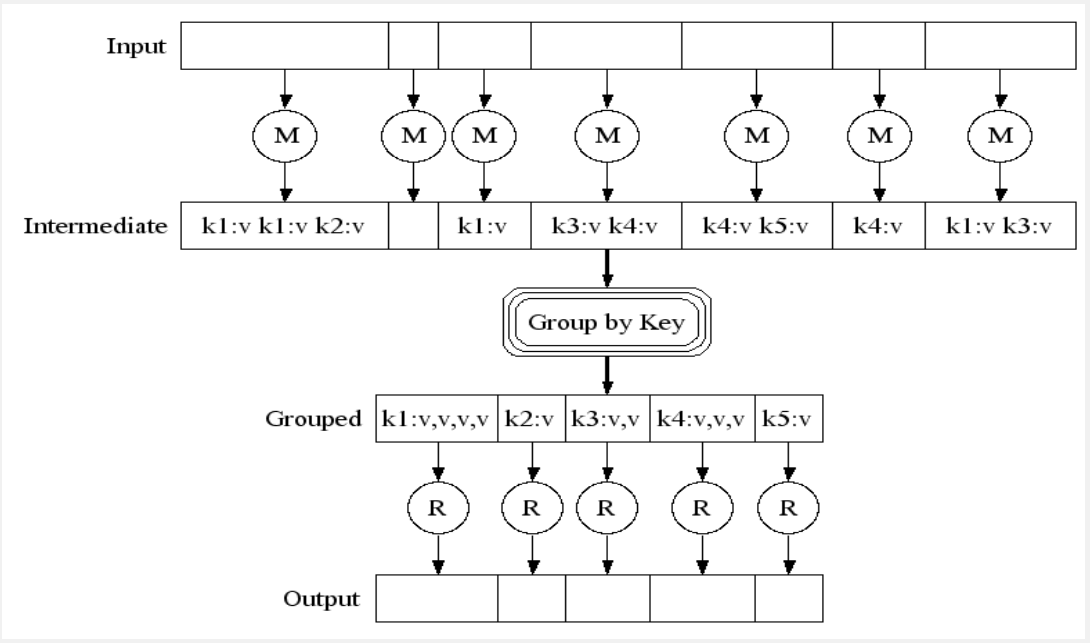 Input
M M M M M M M
Intermediate k1:v k1:v k2:v k1:v k3:v k4:v k4:v k5:v k4:v k1:v k3:v
Group by Key
Grouped k1:v,v,v,v k2:v k3:v,v k4:v,v,v k5:v
R R R R R
Output